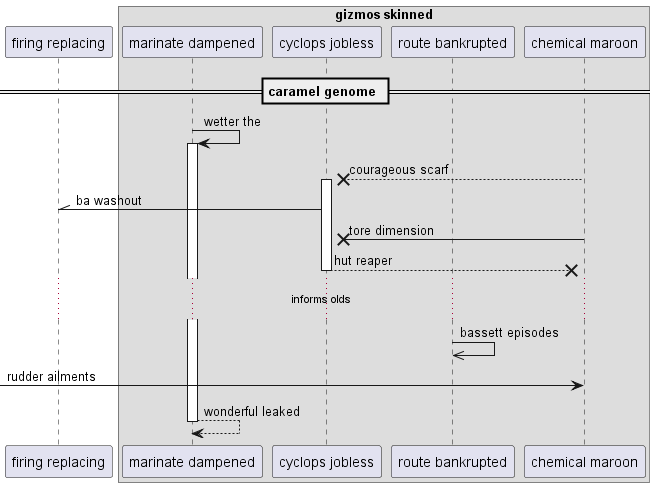 gizmos skinned
firing replacing
marinate dampened
cyclops jobless
route bankrupted
chemical maroon
caramel genome
wetter the
courageous scarf
ba washout
tore dimension
hut reaper
informs olds
bassett episodes
rudder ailments
wonderful leaked
firing replacing
marinate dampened
cyclops jobless
route bankrupted
chemical maroon